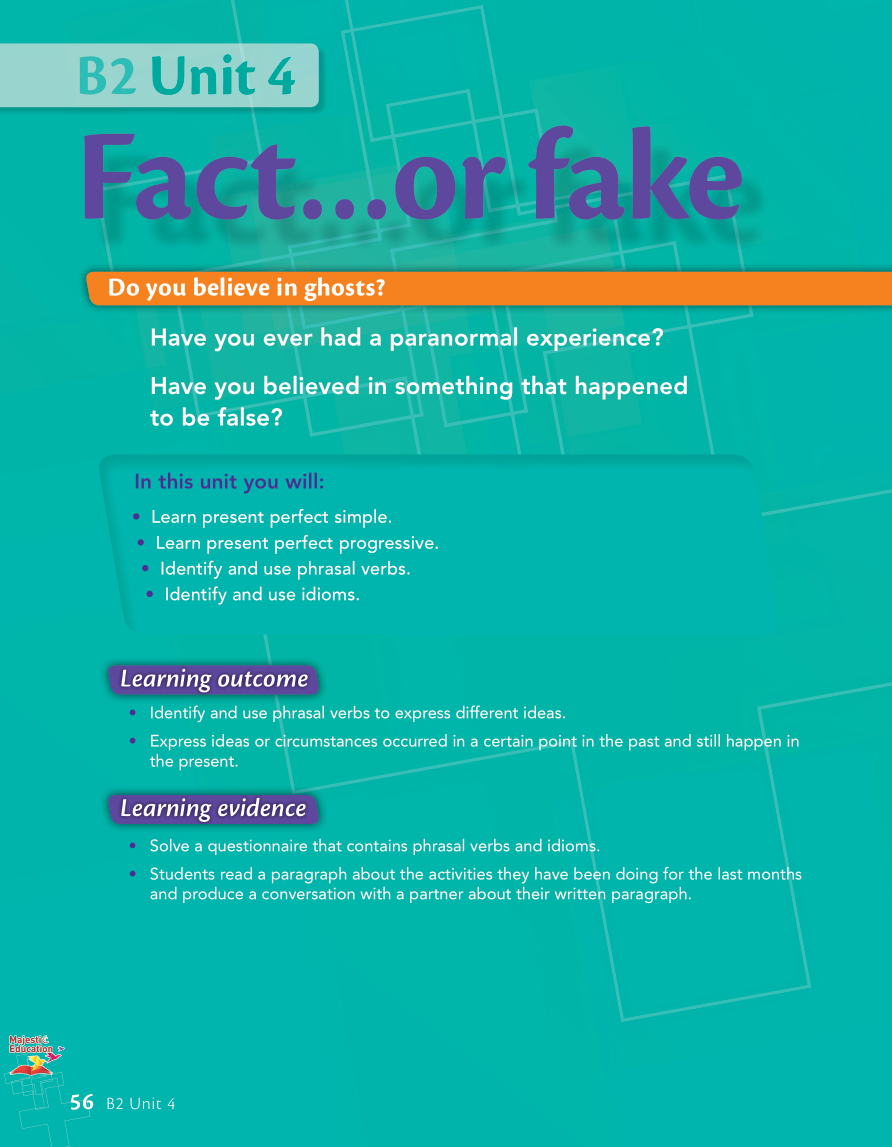 B2 Unit 4
Fact...or fake
Do you believe in ghosts?
Have you ever had a paranormal experience?
Have you believed in something that happened
to be false?
In this unit you will:
• Learn present perfect simple.
• Learn present perfect progressive.
• Identify and use phrasal verbs.
• Identify and use idioms.
Learning outcome
• Identify and use phrasal verbs to express different ideas.
• Express ideas or circumstances occurred in a certain point in the past and still happen in
the present.
Learning evidence
• Solve a questionnaire that contains phrasal verbs and idioms.
• Students read a paragraph about the activities they have been doing for the last months
and produce a conversation with a partner about their written paragraph.
Majestic
Education
56 B2 Unit 4